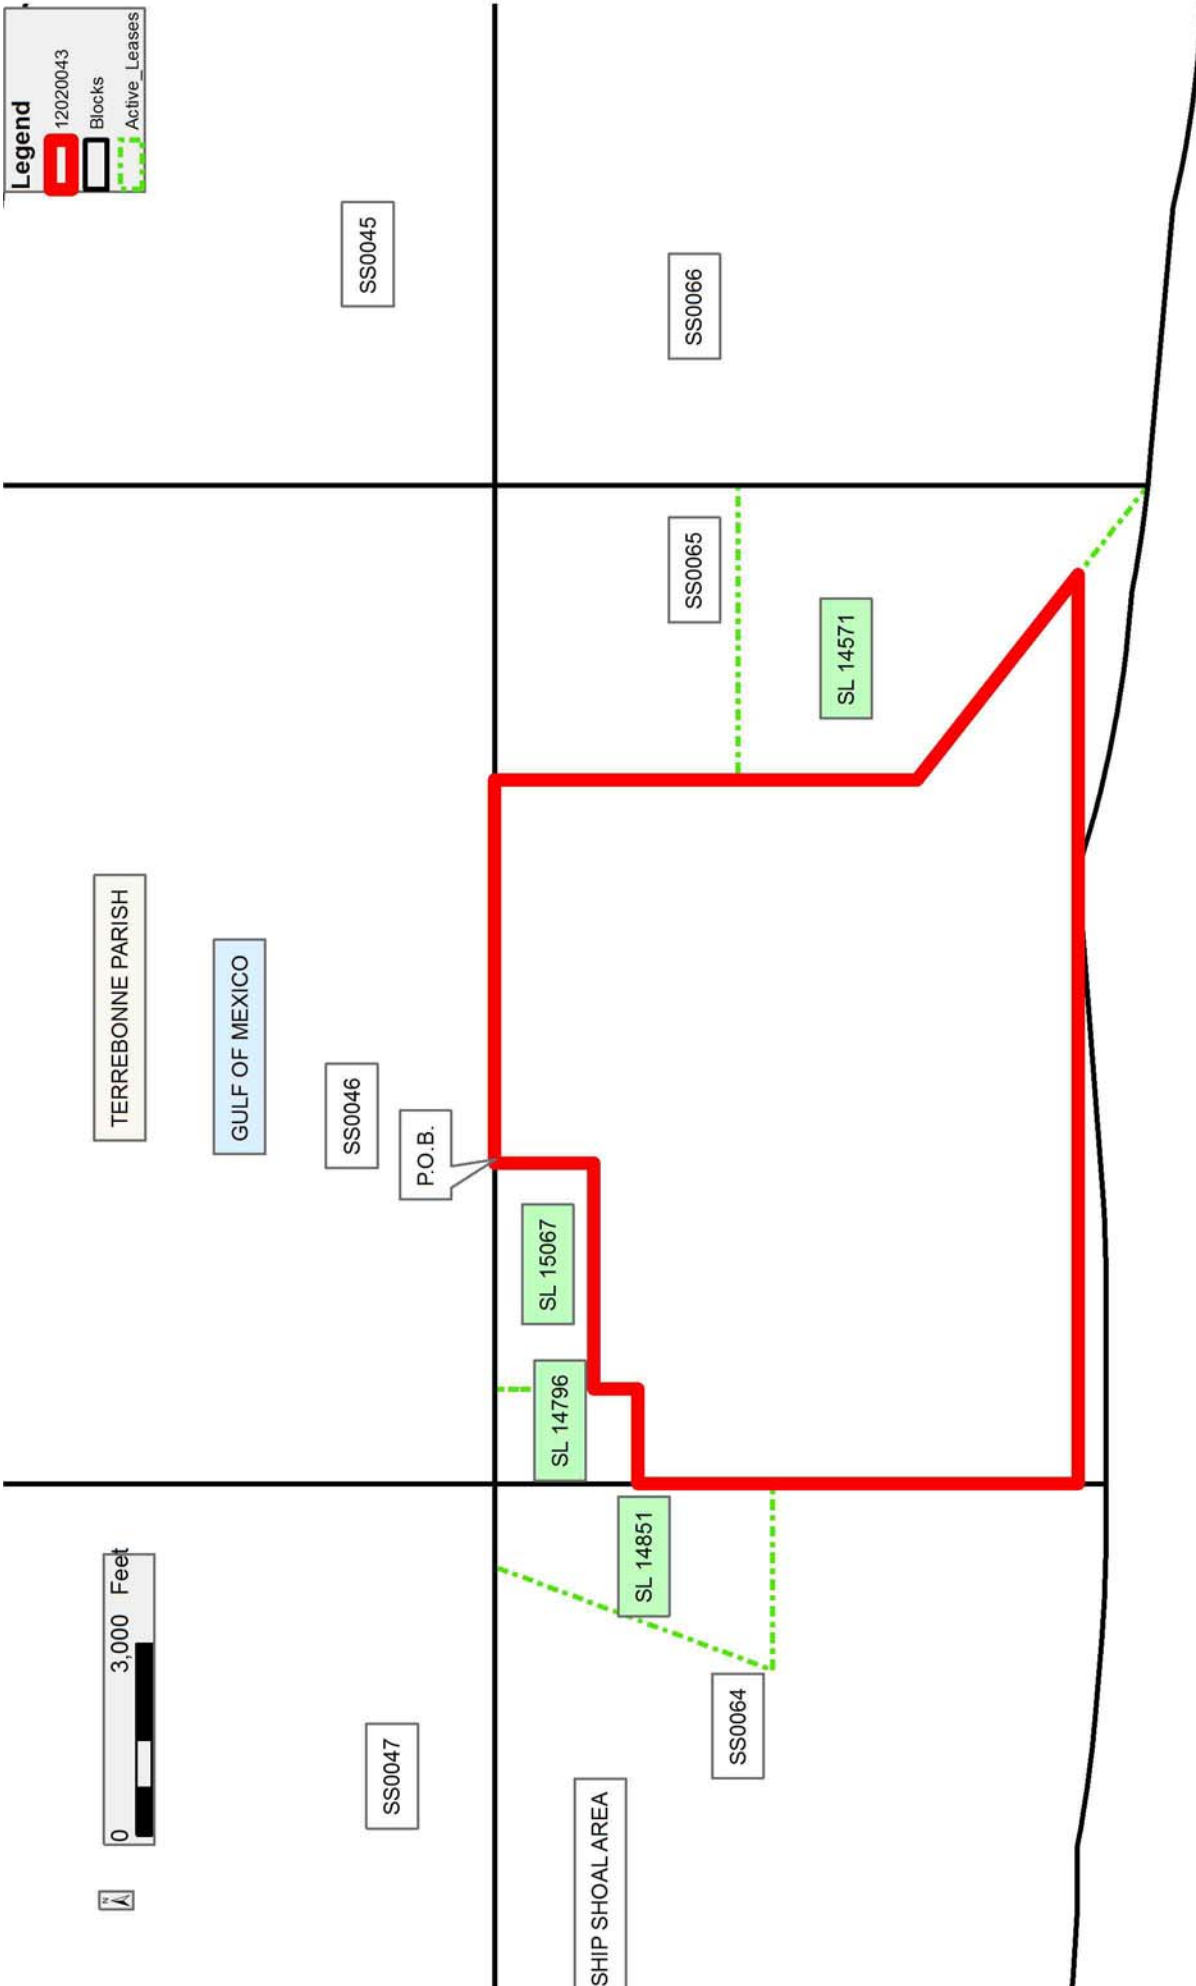 N
0 3,000 Feet
TERREBONNE PARISH
GULF OF MEXICO
Legend
12020043
Blocks
Active_Leases
SS0047
SS0046
SS0045
P.O.B.
SHIP SHOAL AREA
SL 14851
SL 14796
SL 15067
SS0064
SS0065
SS0066
SL 14571